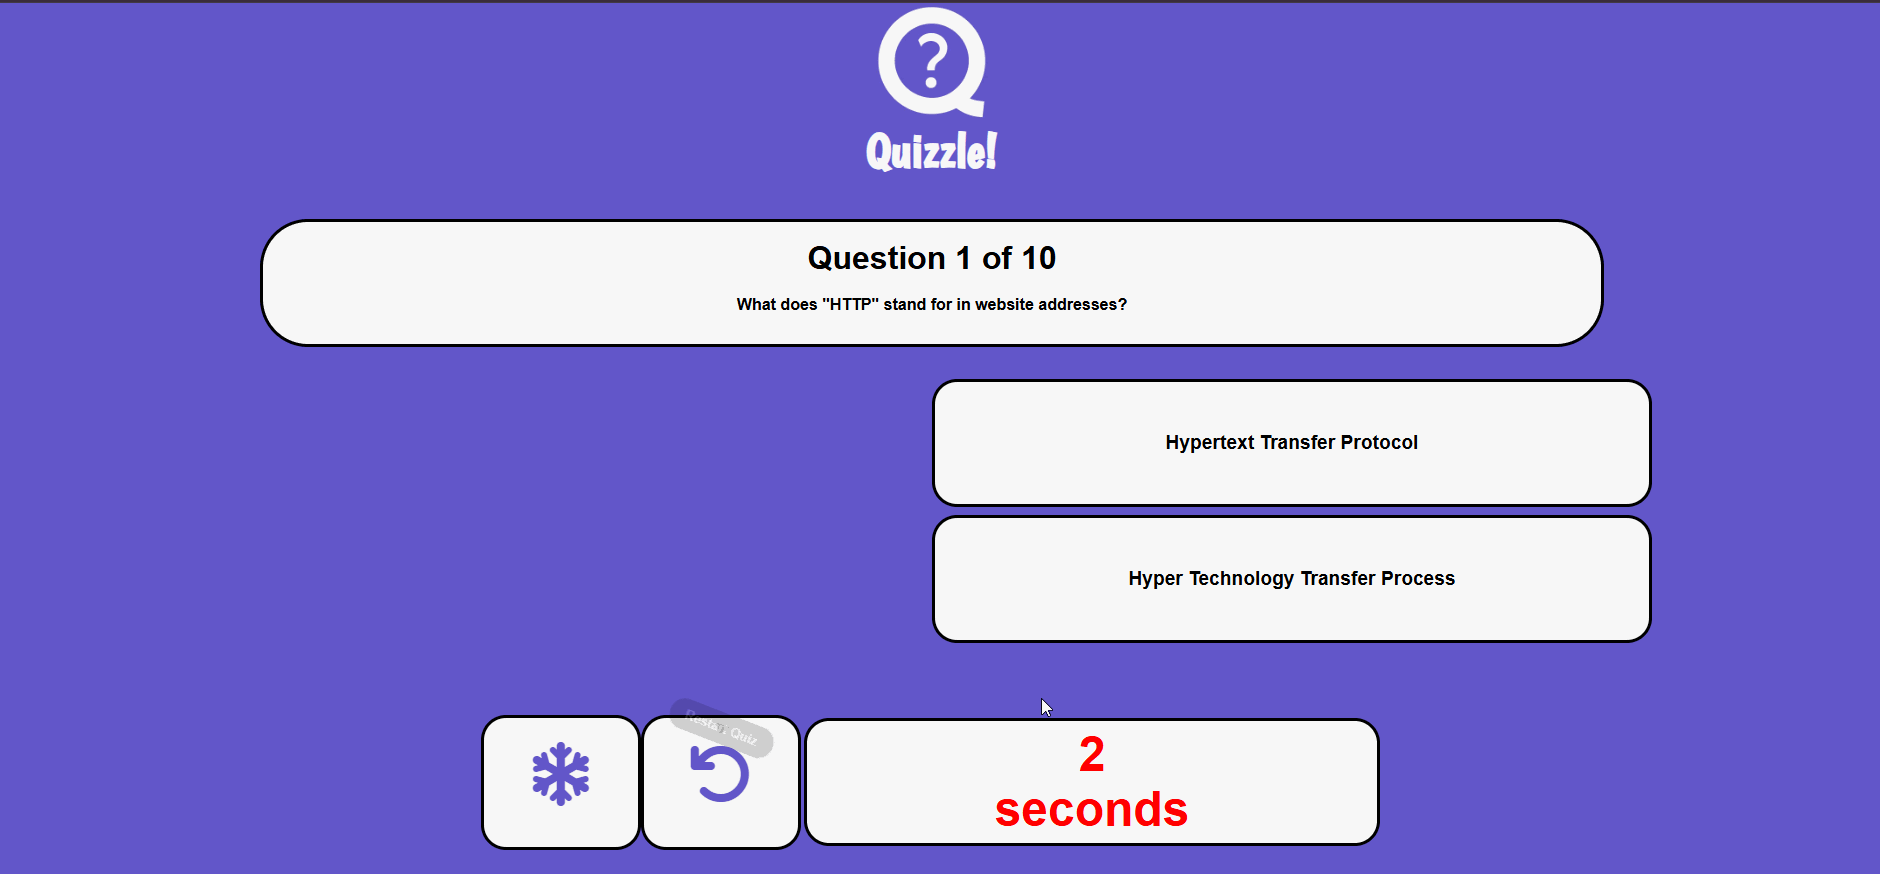 ?
Quizzle!
Question 1 of 10
What does "HTTP" stand for in website addresses?
Hypertext Transfer Protocol
Hyper Technology Transfer Process
Restart Quiz
2
seconds